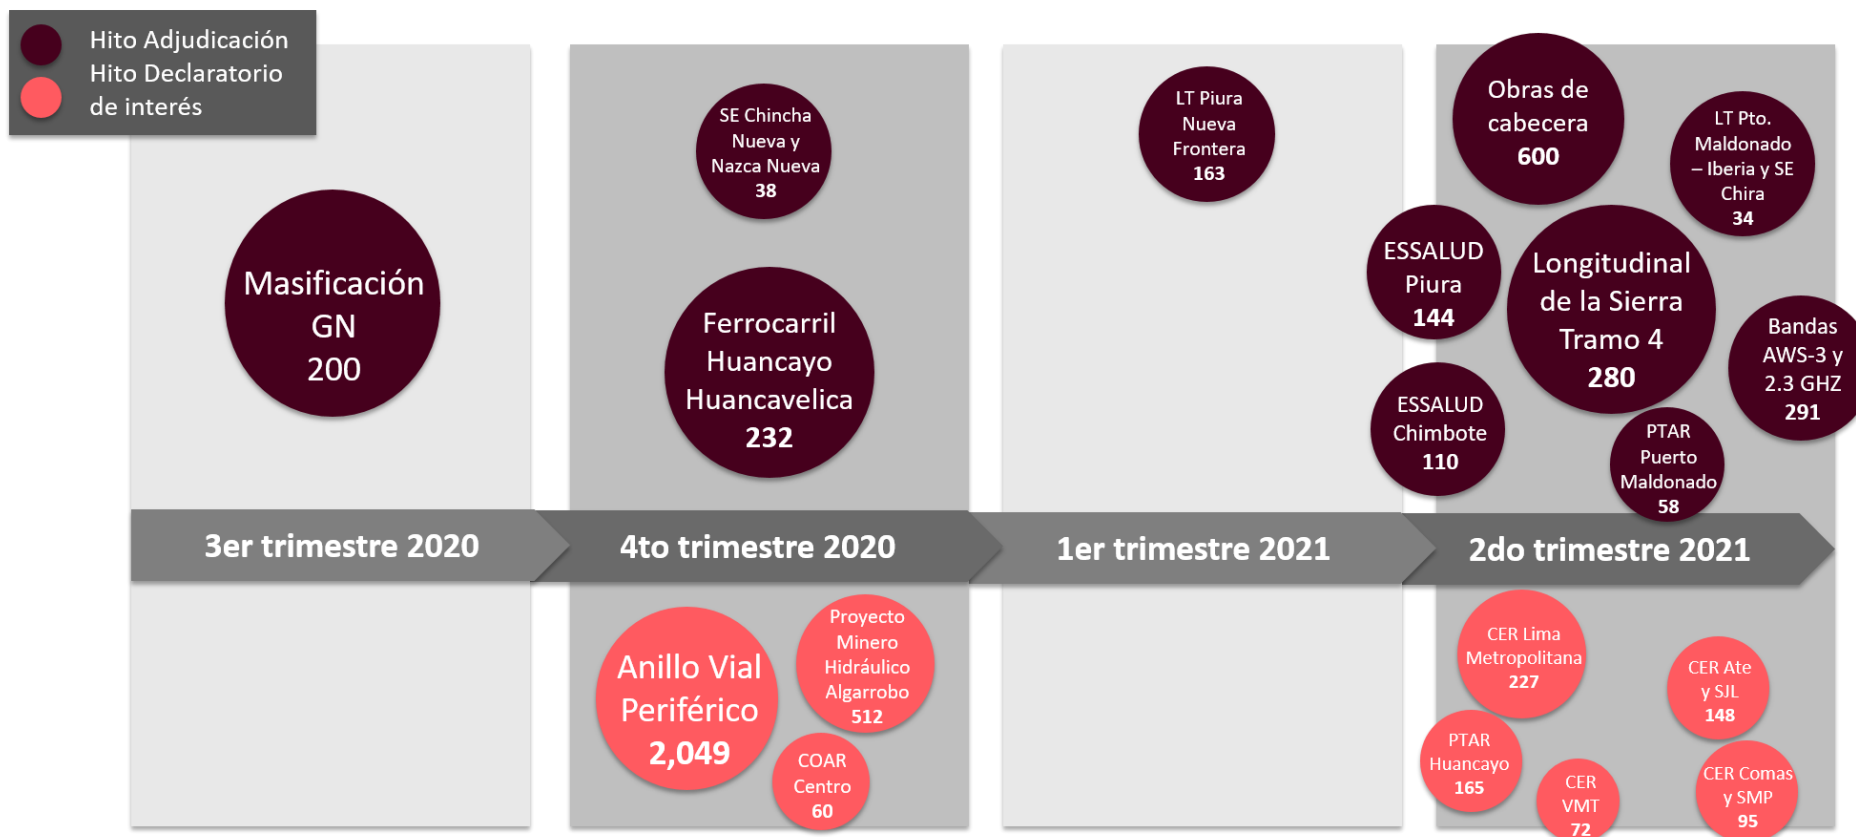 Hito Adjudicación
Hito Declaratorio
de interés
Masificación
GN
200
SE Chincha
Nueva y
Nazca Nueva
38
Ferrocarril
Huancayo
Huancavelica
232
LT Piura
Nueva
Frontera
163
Obras de
cabecera
600
LT Pto.
Maldonado
– Iberia y SE
Chira
34
ESSALUD
Piura
144
Longitudinal
de la Sierra
Tramo 4
280
Bandas
AWS-3 y
2.3 GHZ
291
ESSALUD
Chimbote
110
PTAR
Puerto
Maldonado
58
3er trimestre 2020
4to trimestre 2020
1er trimestre 2021
2do trimestre 2021
Anillo Vial
Periférico
2,049
Proyecto
Minero
Hidráulico
Algarrobo
512
COAR
Centro
60
CER Lima
Metropolitana
227
CER Ate
y SJL
148
PTAR
Huancayo
165
CER
VMT
72
CER Comas
y SMP
95